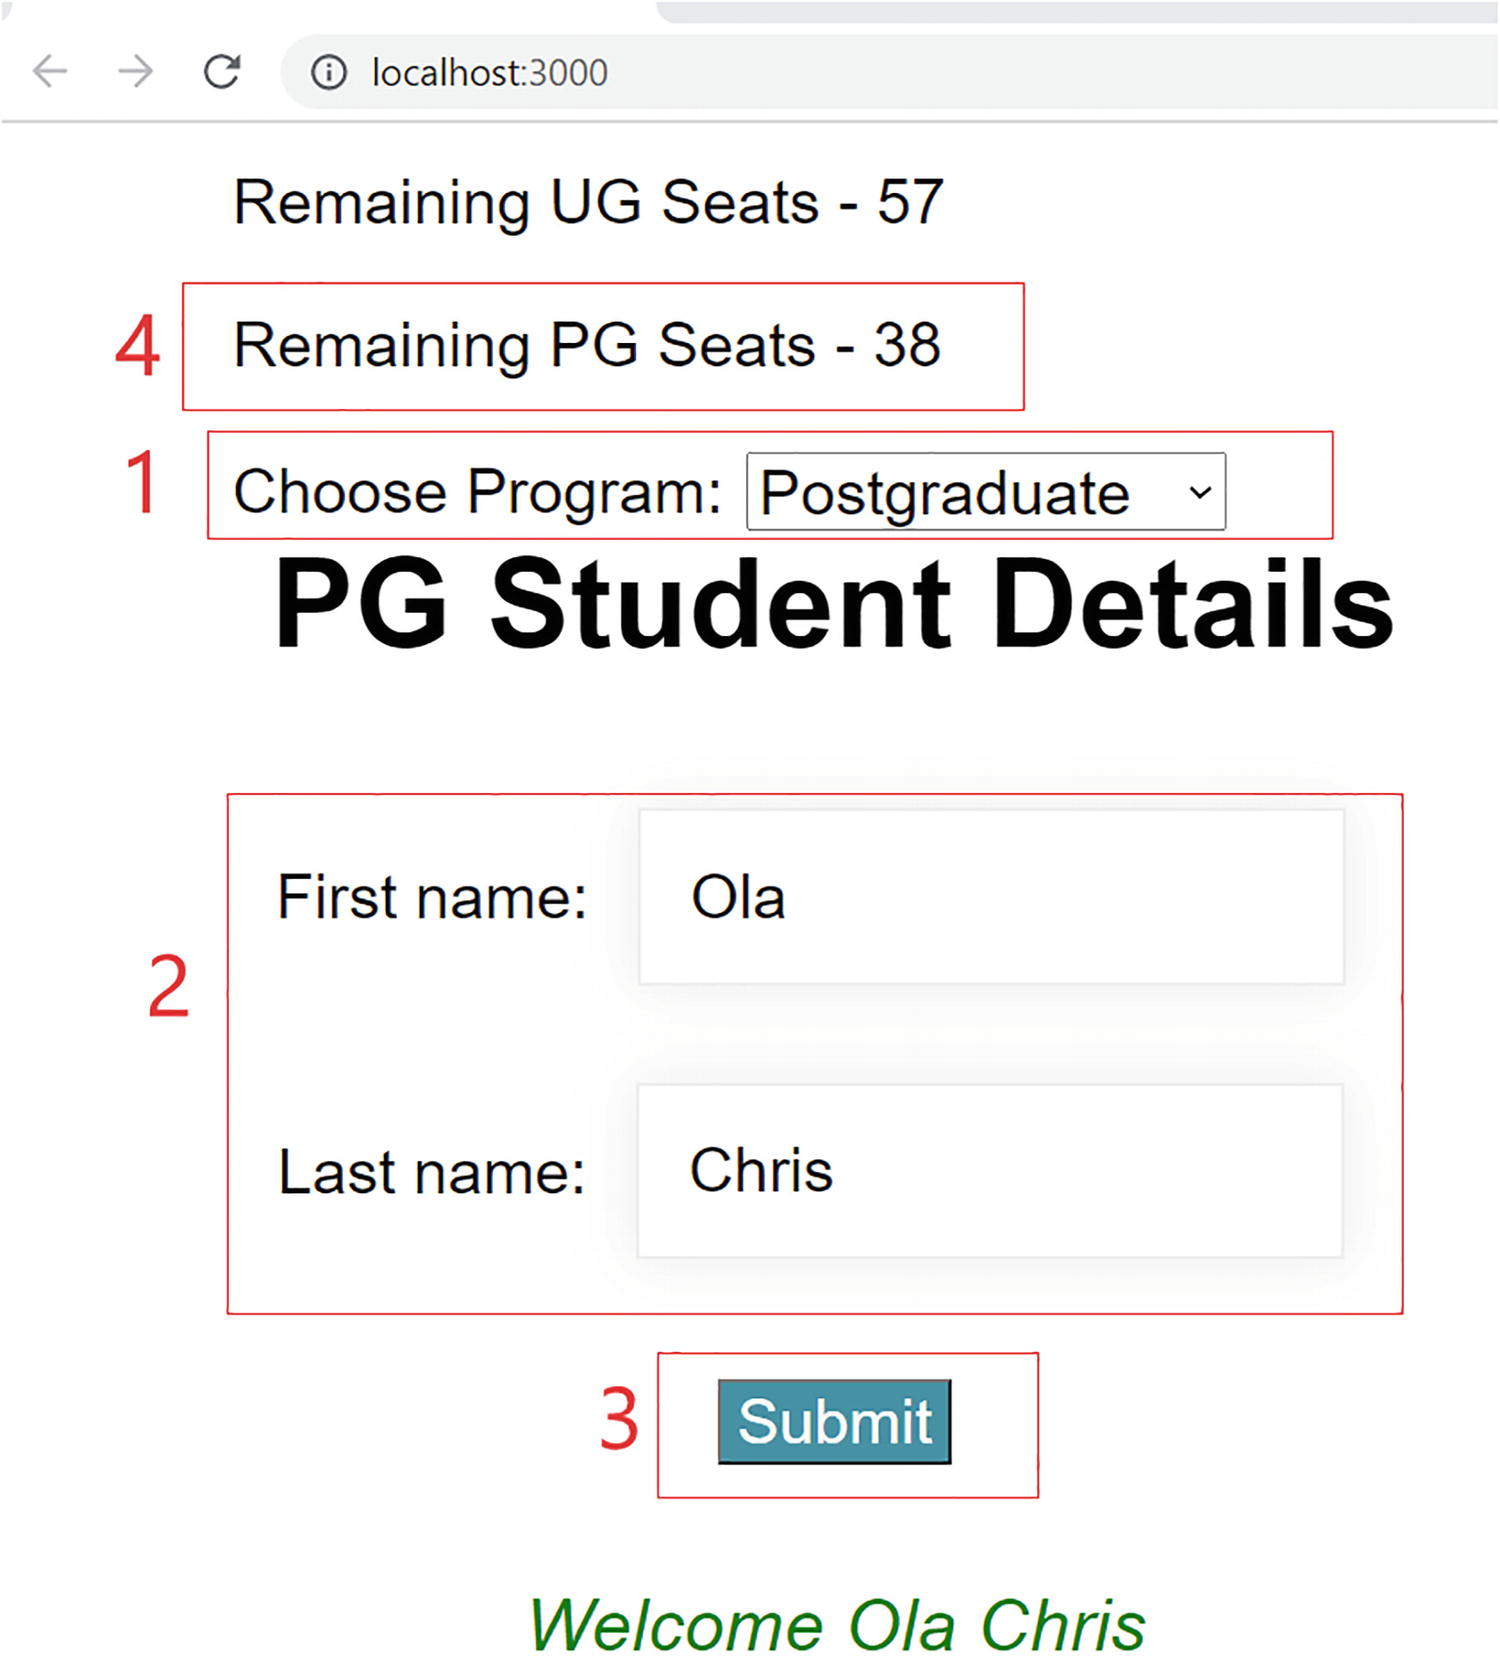 localhost:3000
Remaining UG Seats - 57
4 Remaining PG Seats - 38
1 Choose Program: Postgraduate
PG Student Details
First name: Ola
2
Last name: Chris
3 Submit
Welcome Ola Chris